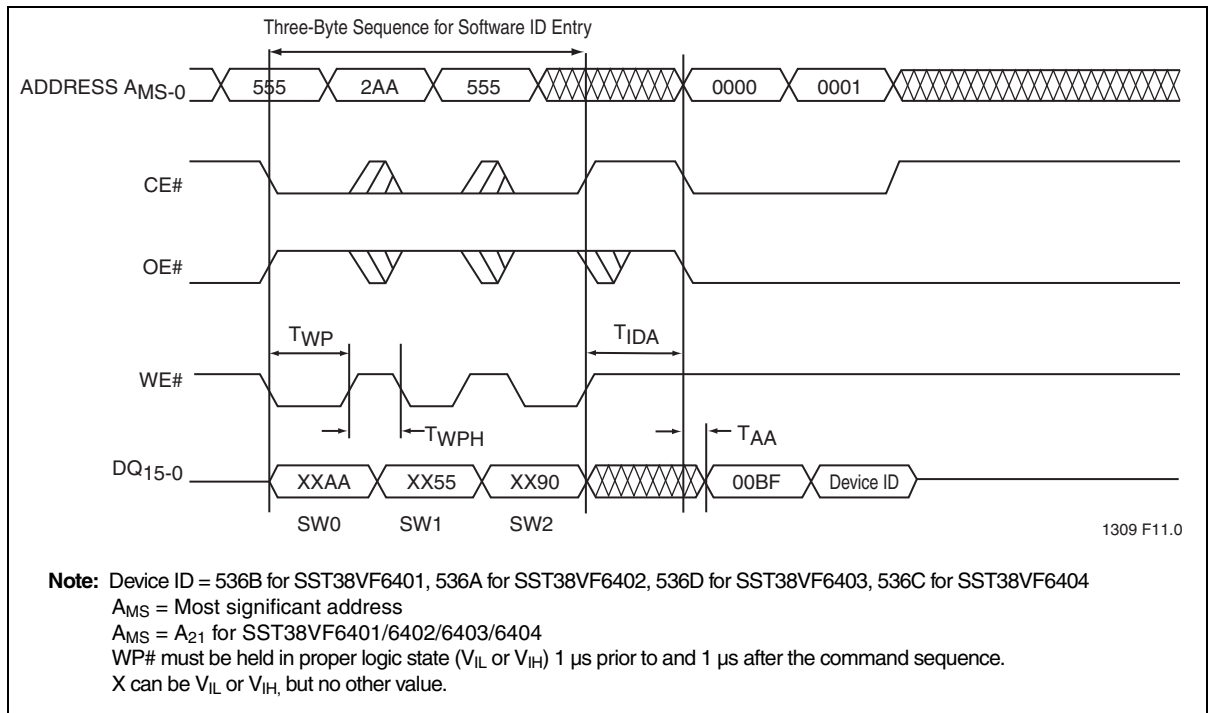 Three-Byte Sequence for Software ID Entry
ADDRESS AMS-0
555
2AA
555
0000
0001
CE#
OE#
TWP
TIDA
WE#
TWPH
TAA
DQ15-0
XXAA
XX55
XX90
00BF
Device ID
SW0
SW1
SW2
1309 F11.0
Note: Device ID = 536B for SST38VF6401, 536A for SST38VF6402, 536D for SST38VF6403, 536C for SST38VF6404
AMS = Most significant address
AMS = A21 for SST38VF6401/6402/6403/6404
WP# must be held in proper logic state (VIL or VIH) 1 µs prior to and 1 µs after the command sequence.
X can be VIL or VIH, but no other value.